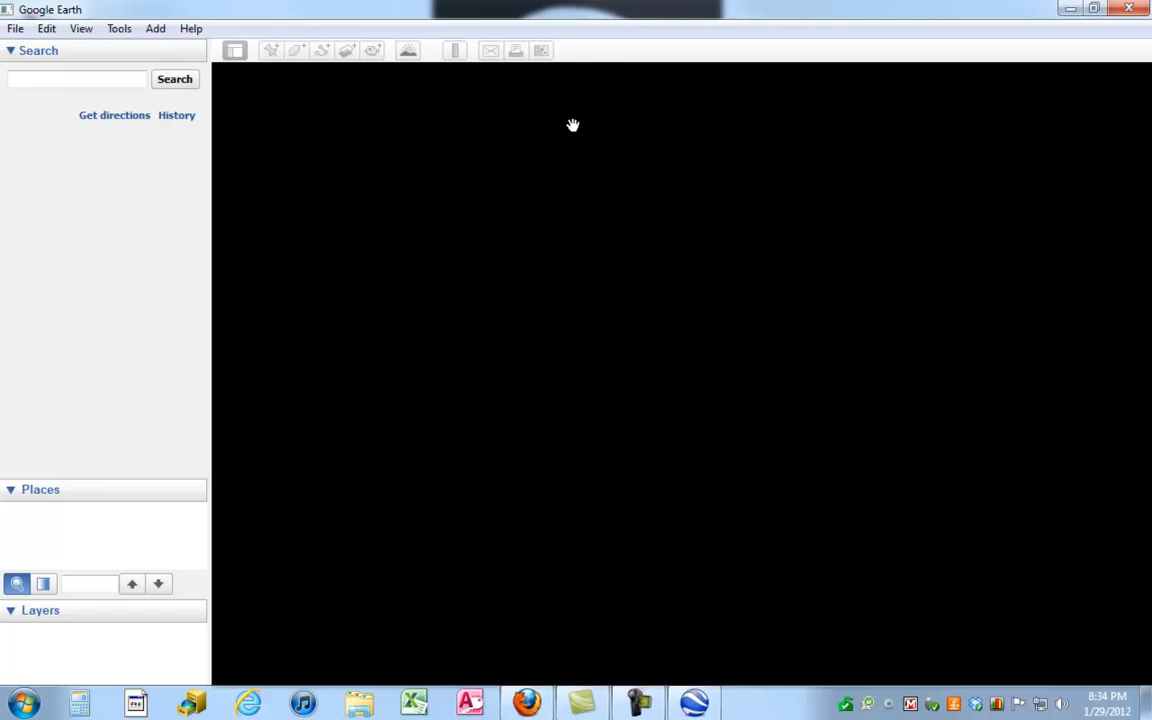 Google Earth
File Edit View Tools Add Help
Search
Search
Get directions History
Places
Layers
8:34 PM
1/29/2012